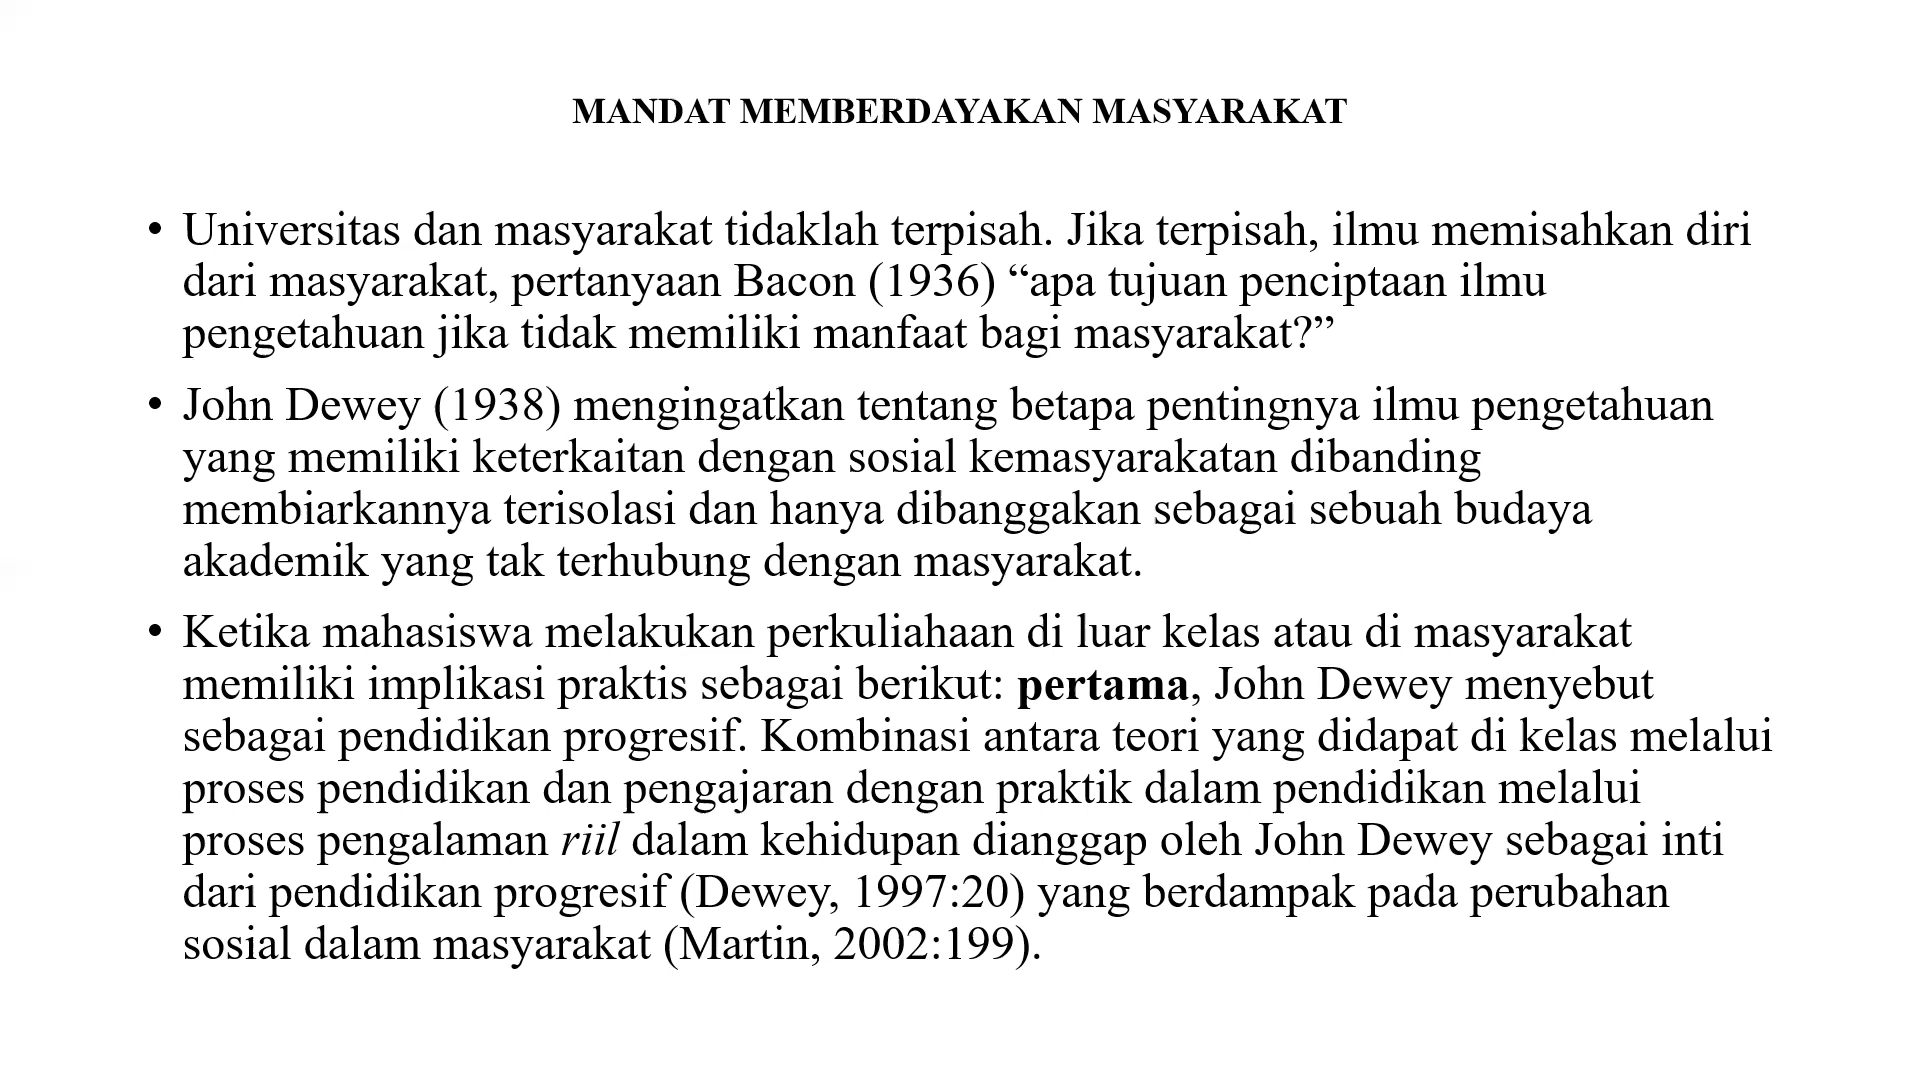 MANDAT MEMBERDAYAKAN MASYARAKAT
• Universitas dan masyarakat tidaklah terpisah. Jika terpisah, ilmu memisahkan diri
dari masyarakat, pertanyaan Bacon (1936) “apa tujuan penciptaan ilmu
pengetahuan jika tidak memiliki manfaat bagi masyarakat?”
• John Dewey (1938) mengingatkan tentang betapa pentingnya ilmu pengetahuan
yang memiliki keterkaitan dengan sosial kemasyarakatan dibanding
membiarkannya terisolasi dan hanya dibanggakan sebagai sebuah budaya
akademik yang tak terhubung dengan masyarakat.
• Ketika mahasiswa melakukan perkuliahaan di luar kelas atau di masyarakat
memiliki implikasi praktis sebagai berikut: pertama, John Dewey menyebut
sebagai pendidikan progresif. Kombinasi antara teori yang didapat di kelas melalui
proses pendidikan dan pengajaran dengan praktik dalam pendidikan melalui
proses pengalaman riil dalam kehidupan dianggap oleh John Dewey sebagai inti
dari pendidikan progresif (Dewey, 1997:20) yang berdampak pada perubahan
sosial dalam masyarakat (Martin, 2002:199).